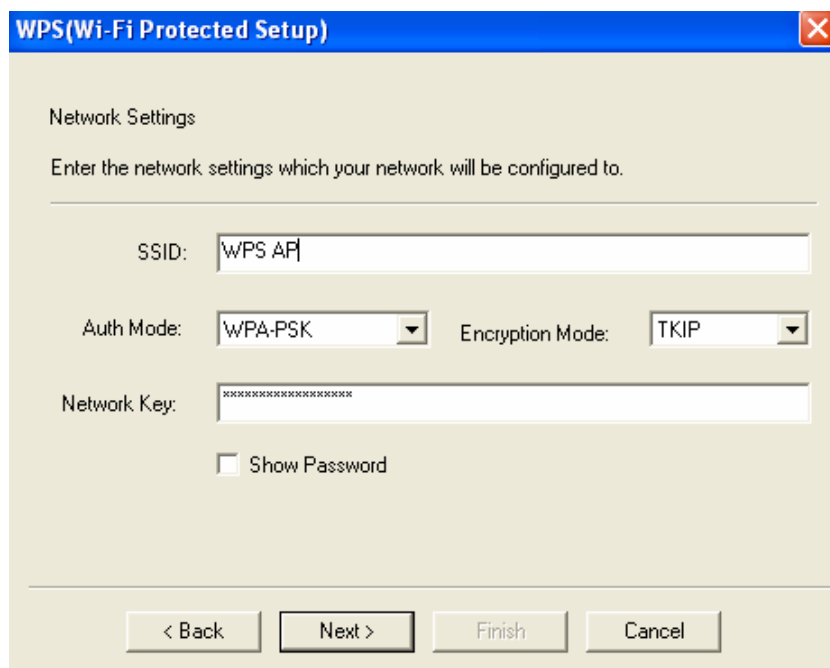 WPS(Wi-Fi Protected Setup)
Network Settings
Enter the network settings which your network will be configured to.
SSID: WPS AP
Auth Mode: WPA-PSK Encryption Mode: TKIP
Network Key: ******************
Show Password
< Back Next > Finish Cancel